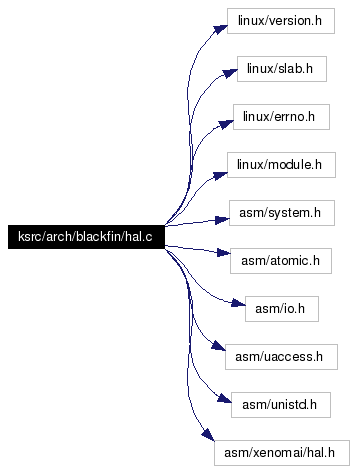 linux/version.h
linux/slab.h
linux/errno.h
linux/module.h
asm/system.h
ksrc/arch/blackfin/hal.c
asm/atomic.h
asm/io.h
asm/uaccess.h
asm/unistd.h
asm/xenomai/hal.h